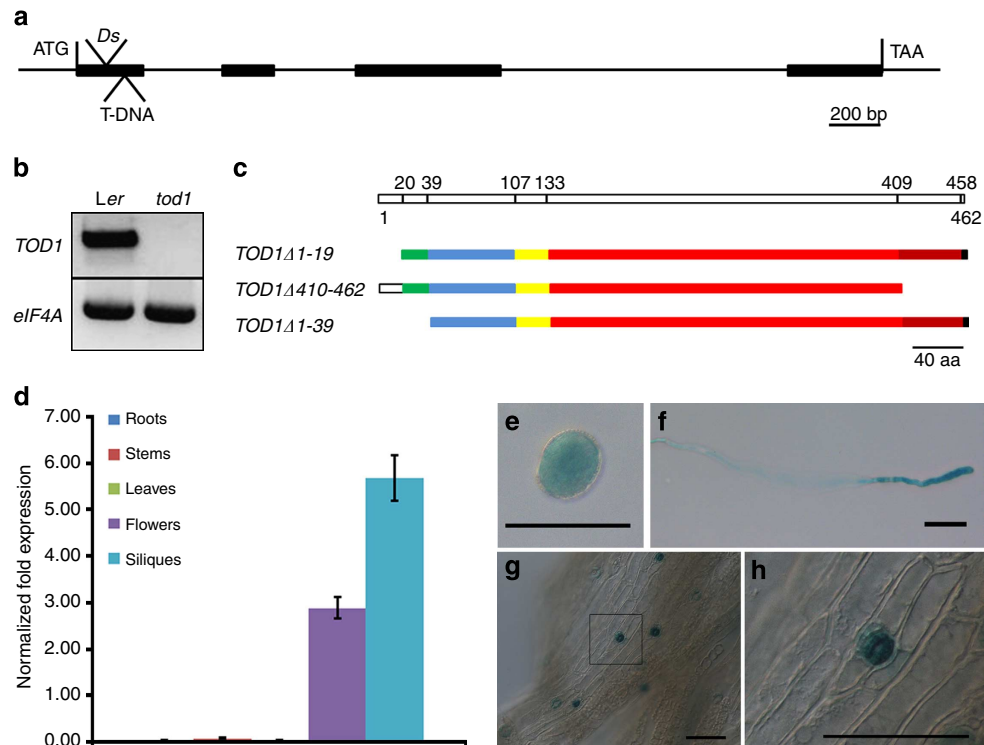 a
ATG
Ds
TAA
T-DNA
200 bp
b
Ler tod1
TOD1
eIF4A
c
20 39 107 133 409 458
1 462
TOD1Δ1-19
TOD1Δ410-462
TOD1Δ1-39
40 aa
d
Normalized fold expression
7.00
6.00
5.00
4.00
3.00
2.00
1.00
0.00
Roots
Stems
Leaves
Flowers
Siliques
e
f
g
h